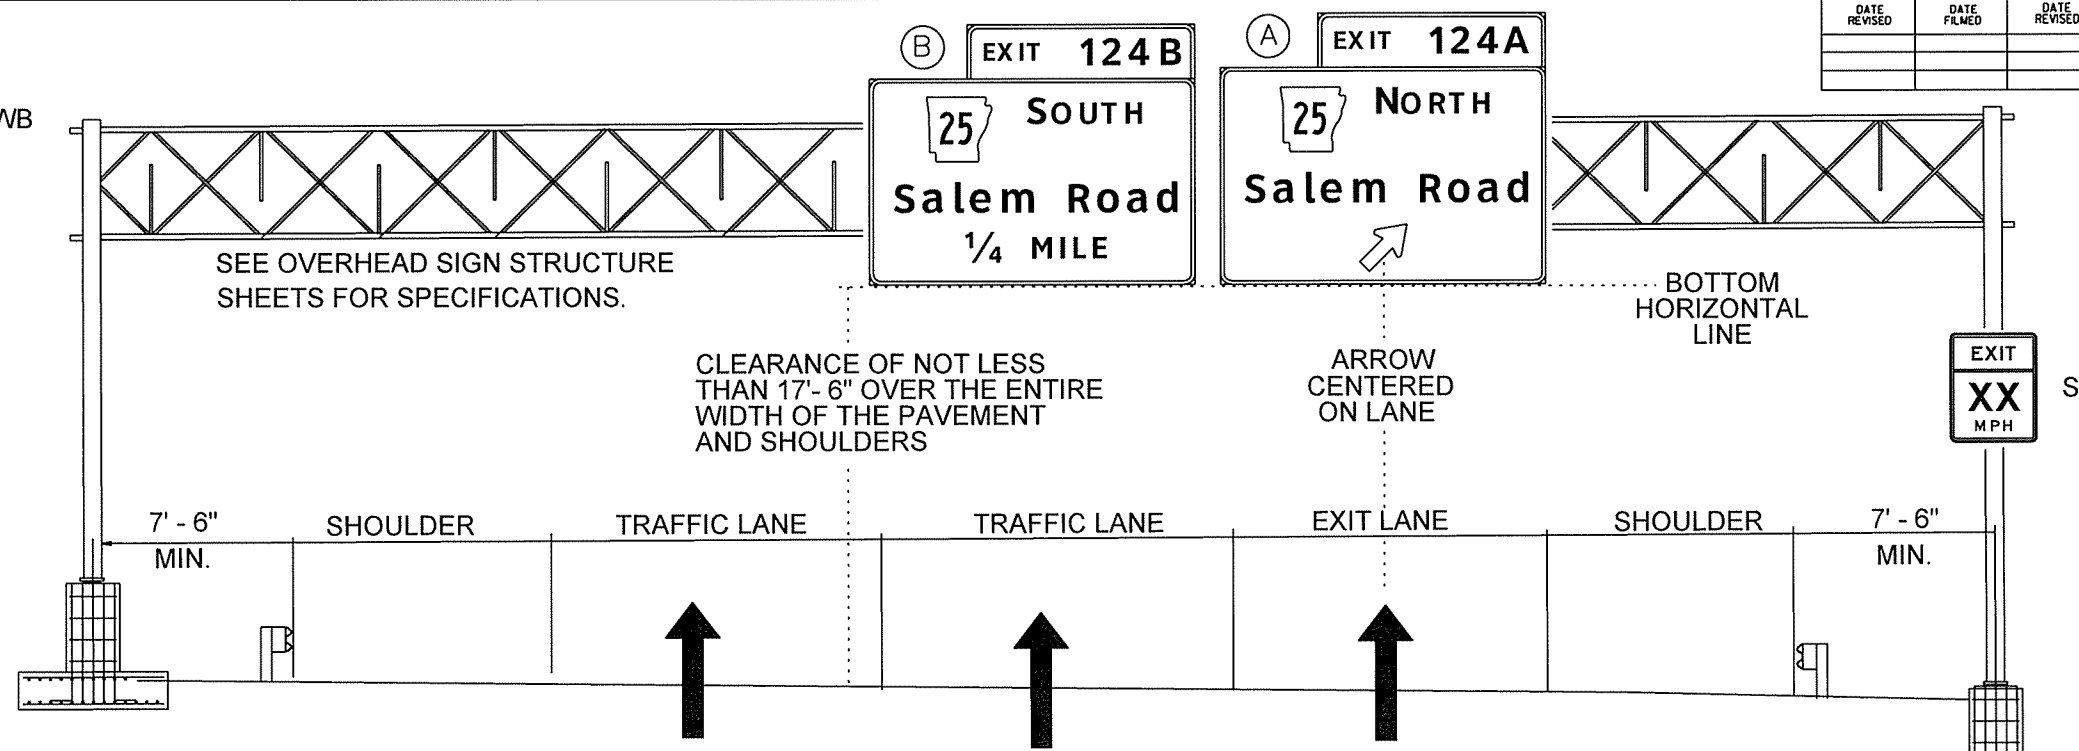 DATE
REVISED
DATE
FILMED
DATE
REVISED
WB
B
EXIT 124B
25 SOUTH
Salem Road
1/4 MILE
A
EXIT 124A
25 NORTH
Salem Road
SEE OVERHEAD SIGN STRUCTURE
SHEETS FOR SPECIFICATIONS.
BOTTOM
HORIZONTAL
LINE
CLEARANCE OF NOT LESS
THAN 17'- 6" OVER THE ENTIRE
WIDTH OF THE PAVEMENT
AND SHOULDERS
ARROW
CENTERED
ON LANE
EXIT
XX
MPH
S
7' - 6"
MIN.
SHOULDER
TRAFFIC LANE
TRAFFIC LANE
EXIT LANE
SHOULDER
7' - 6"
MIN.